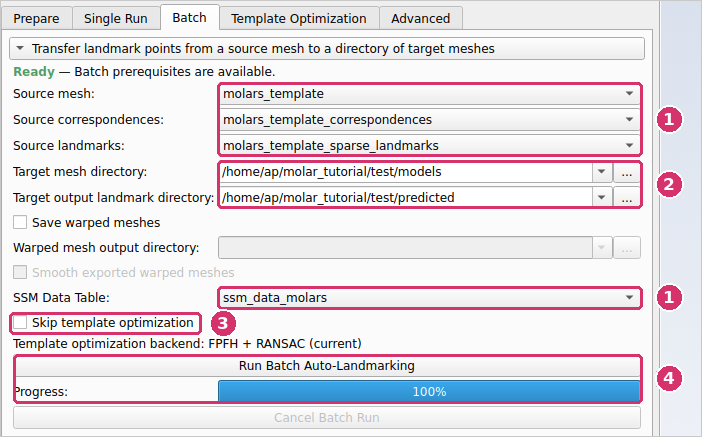 Prepare Single Run Batch Template Optimization Advanced
Transfer landmark points from a source mesh to a directory of target meshes
Ready — Batch prerequisites are available.
Source mesh: molars_template
Source correspondences: molars_template_correspondences 1
Source landmarks: molars_template_sparse_landmarks
Target mesh directory: /home/ap/molar_tutorial/test/models ...
2
Target output landmark directory: /home/ap/molar_tutorial/test/predicted ...
Save warped meshes
Warped mesh output directory: ...
Smooth exported warped meshes
SSM Data Table: ssm_data_molars 1
Skip template optimization 3
Template optimization backend: FPFH + RANSAC (current)
Run Batch Auto-Landmarking
4
Progress: 100%
Cancel Batch Run